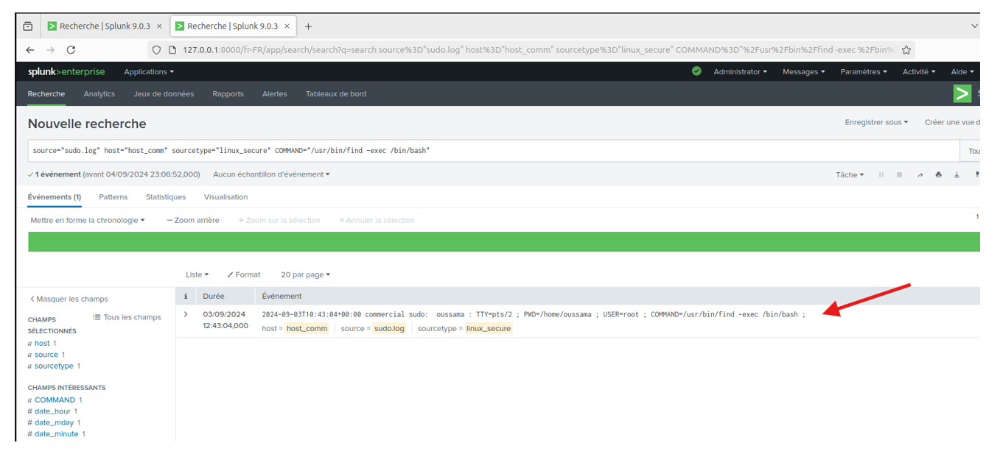 Recherche | Splunk 9.0.3 × Recherche | Splunk 9.0.3 × +
127.0.0.1:8000/fr-FR/app/search/search?q=search source%3D"sudo.log" host%3D"host_comm" sourcetype%3D"linux_secure" COMMAND%3D"%2Fusr%2Fbin%2Ffind -exec %2Fbin%
splunk>enterprise Applications Administrator Messages Paramètres Activité Aide
Recherche Analytics Jeux de données Rapports Alertes Tableaux de bord
Nouvelle recherche Enregistrer sous Créer une vue d
source="sudo.log" host="host_comm" sourcetype="linux_secure" COMMAND="/usr/bin/find -exec /bin/bash" Tou
✓ 1 événement (avant 04/09/2024 23:06:52,000) Aucun échantillon d'événement Tâche
Événements (1) Patterns Statistiques Visualisation
Mettre en forme la chronologie — Zoom arrière + Zoom sur la sélection × Annuler la sélection 1
Liste Format 20 par page
< Masquer les champs i Durée Événement
CHAMPS SÉLECTIONNÉS Tous les champs
a host 1
a source 1
a sourcetype 1
CHAMPS INTÉRESSANTS
a COMMAND 1
# date_hour 1
# date_mday 1
# date_minute 1
> 03/09/2024 12:43:04,000
2024-09-03T10:43:04+00:00 commercial sudo: oussama : TTY=pts/2 ; PWD=/home/oussama ; USER=root ; COMMAND=/usr/bin/find -exec /bin/bash ;
host = host_comm source = sudo.log sourcetype = linux_secure